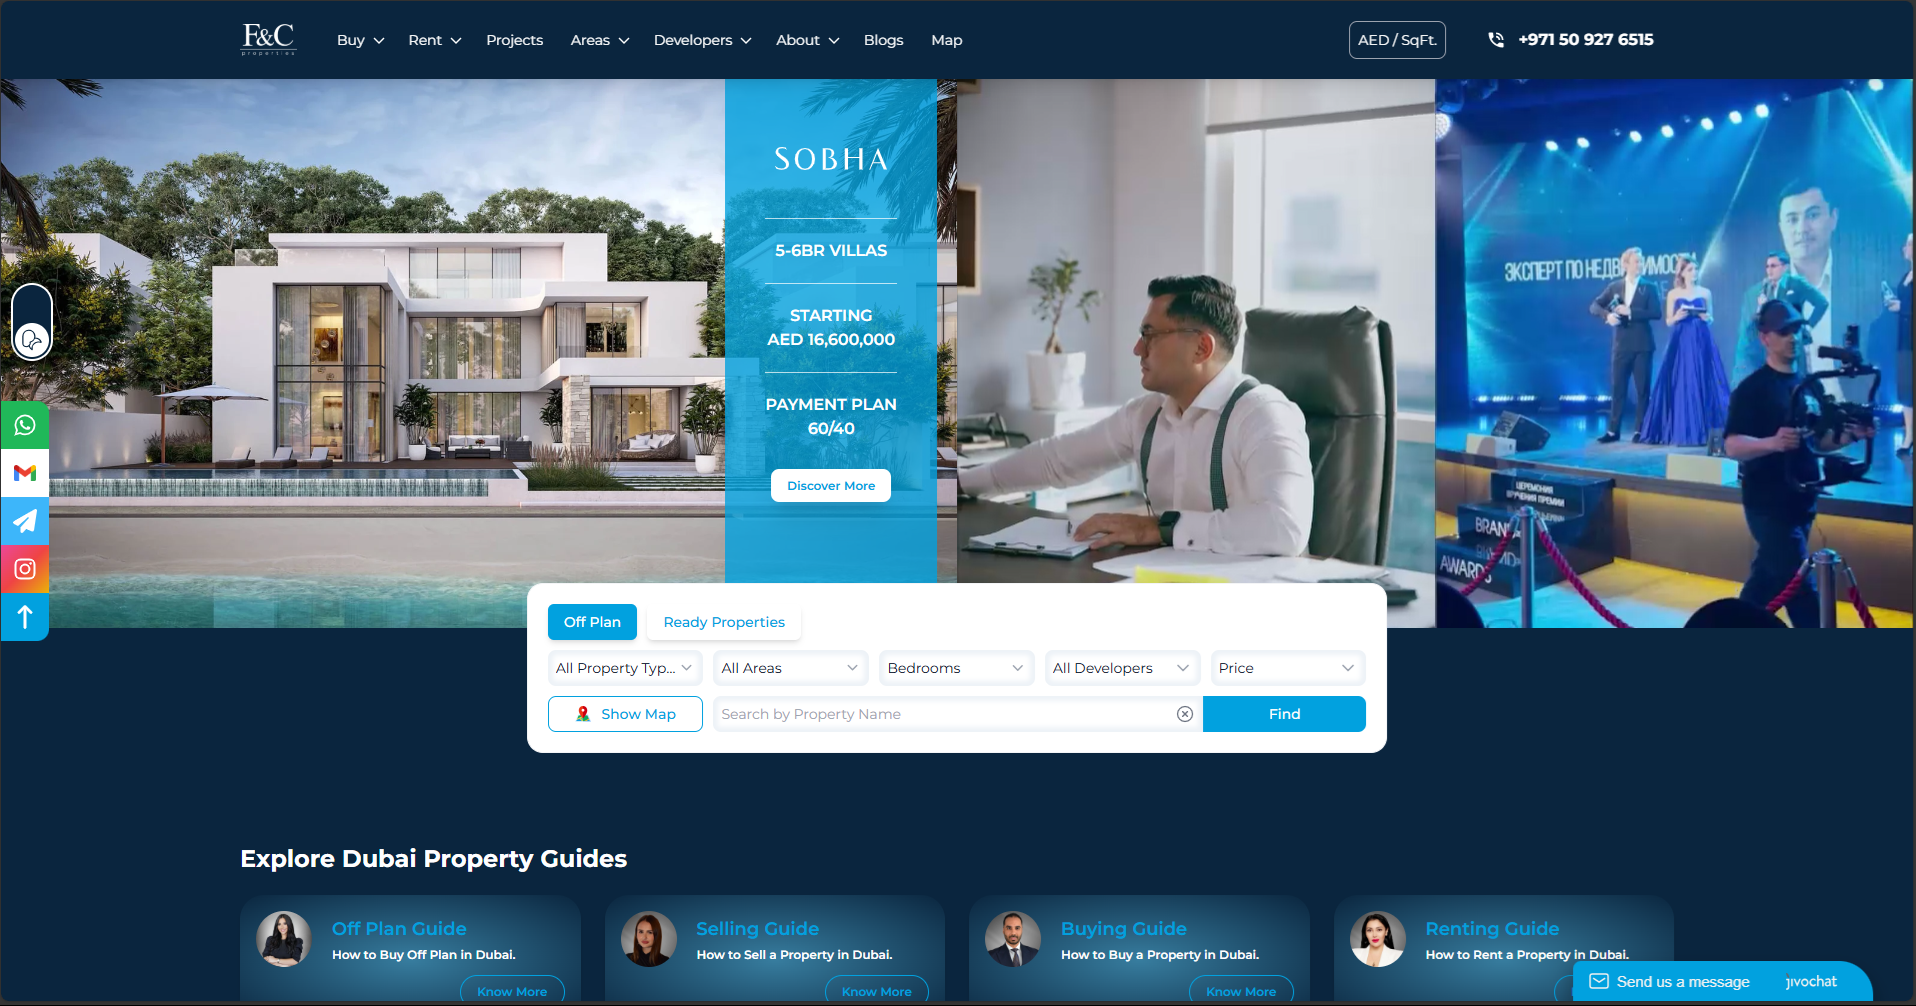 F&C
properties
Buy
Rent
Projects
Areas
Developers
About
Blogs
Map
AED / SqFt.
+971 50 927 6515
SOBHA
5-6BR VILLAS
STARTING
AED 16,600,000
PAYMENT PLAN
60/40
Discover More
ЭКСПЕРТ ПО НЕДВИЖИМОСТИ
ЦЕРЕМОНИЯ
ВРУЧЕНИЯ ПРЕМИИ
BRAND
AWARDS
Off Plan
Ready Properties
All Property Typ...
All Areas
Bedrooms
All Developers
Price
Show Map
Search by Property Name
Find
Explore Dubai Property Guides
Off Plan Guide
How to Buy Off Plan in Dubai.
Know More
Selling Guide
How to Sell a Property in Dubai.
Know More
Buying Guide
How to Buy a Property in Dubai.
Know More
Renting Guide
How to Rent a Property in Dubai.
Send us a message
jivochat